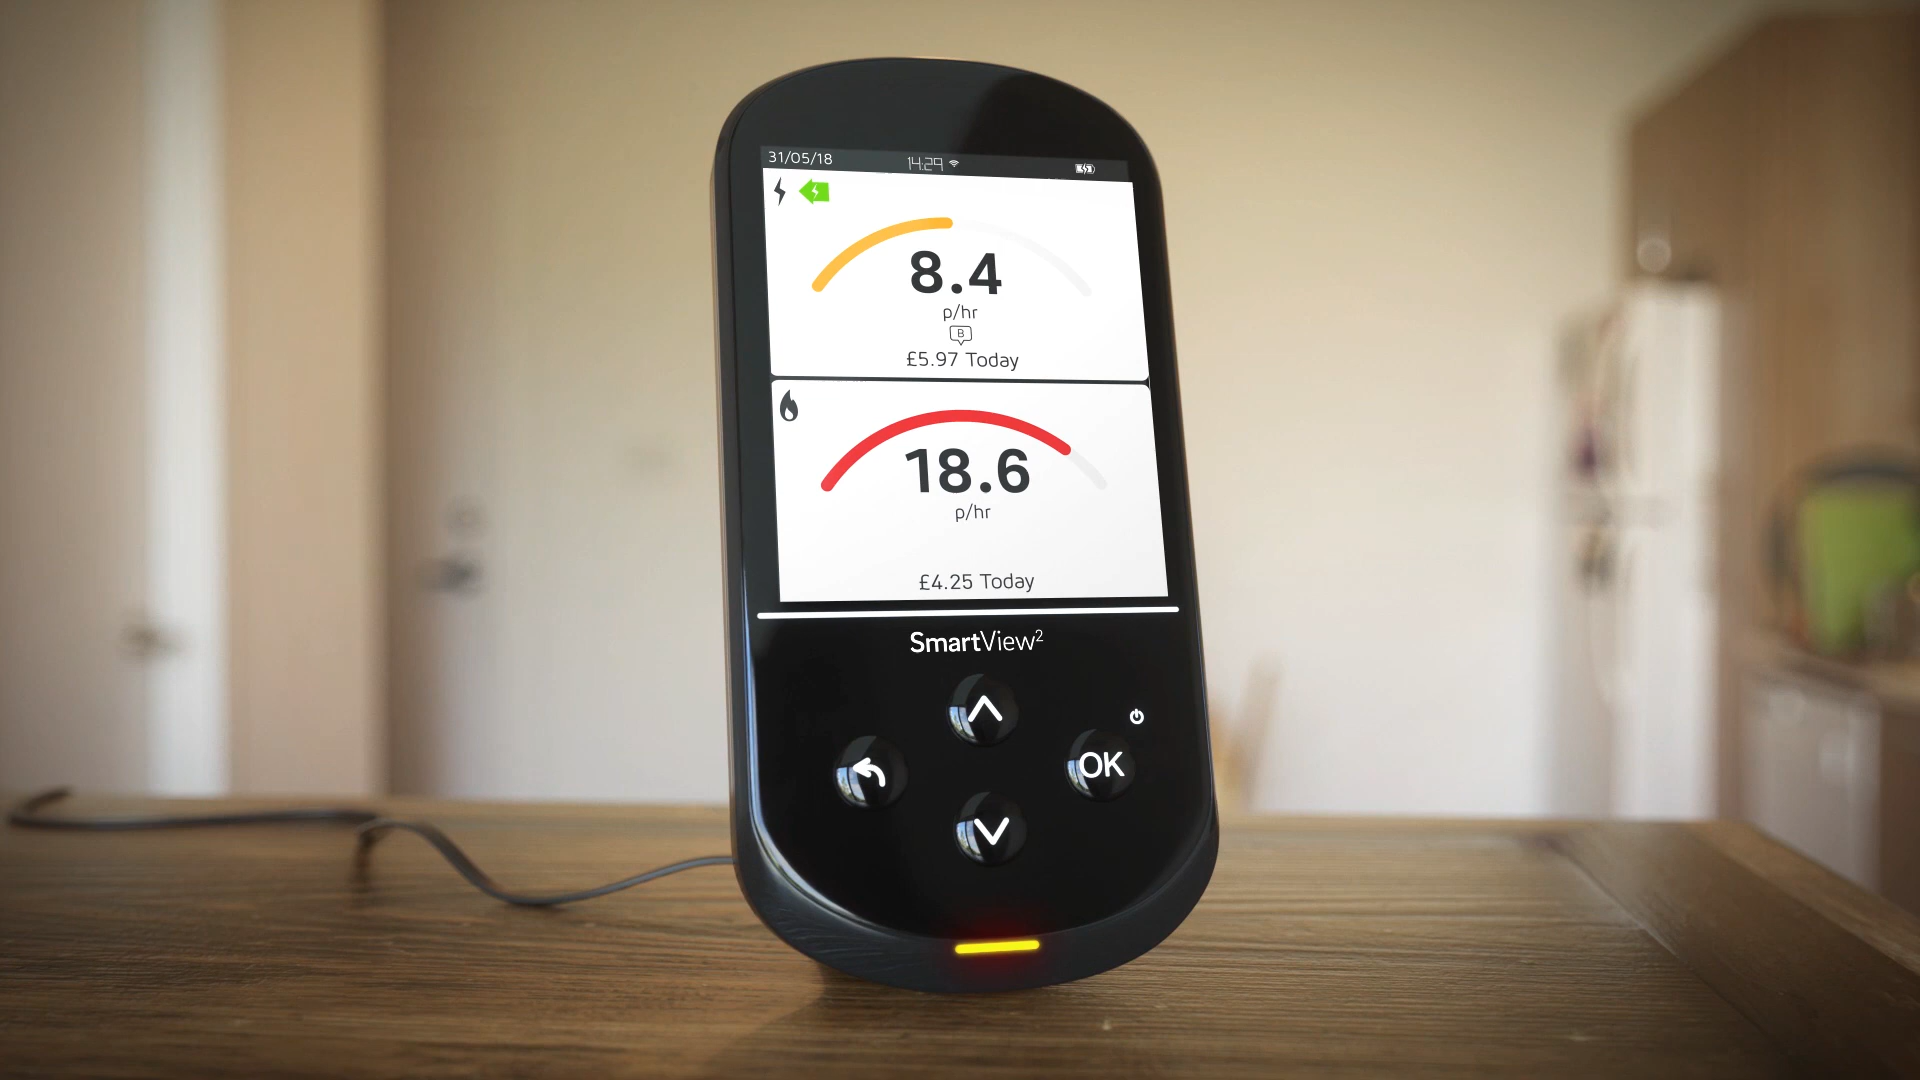 31/05/18 14:29
8.4
p/hr
B
£5.97 Today
18.6
p/hr
£4.25 Today
SmartView2
OK